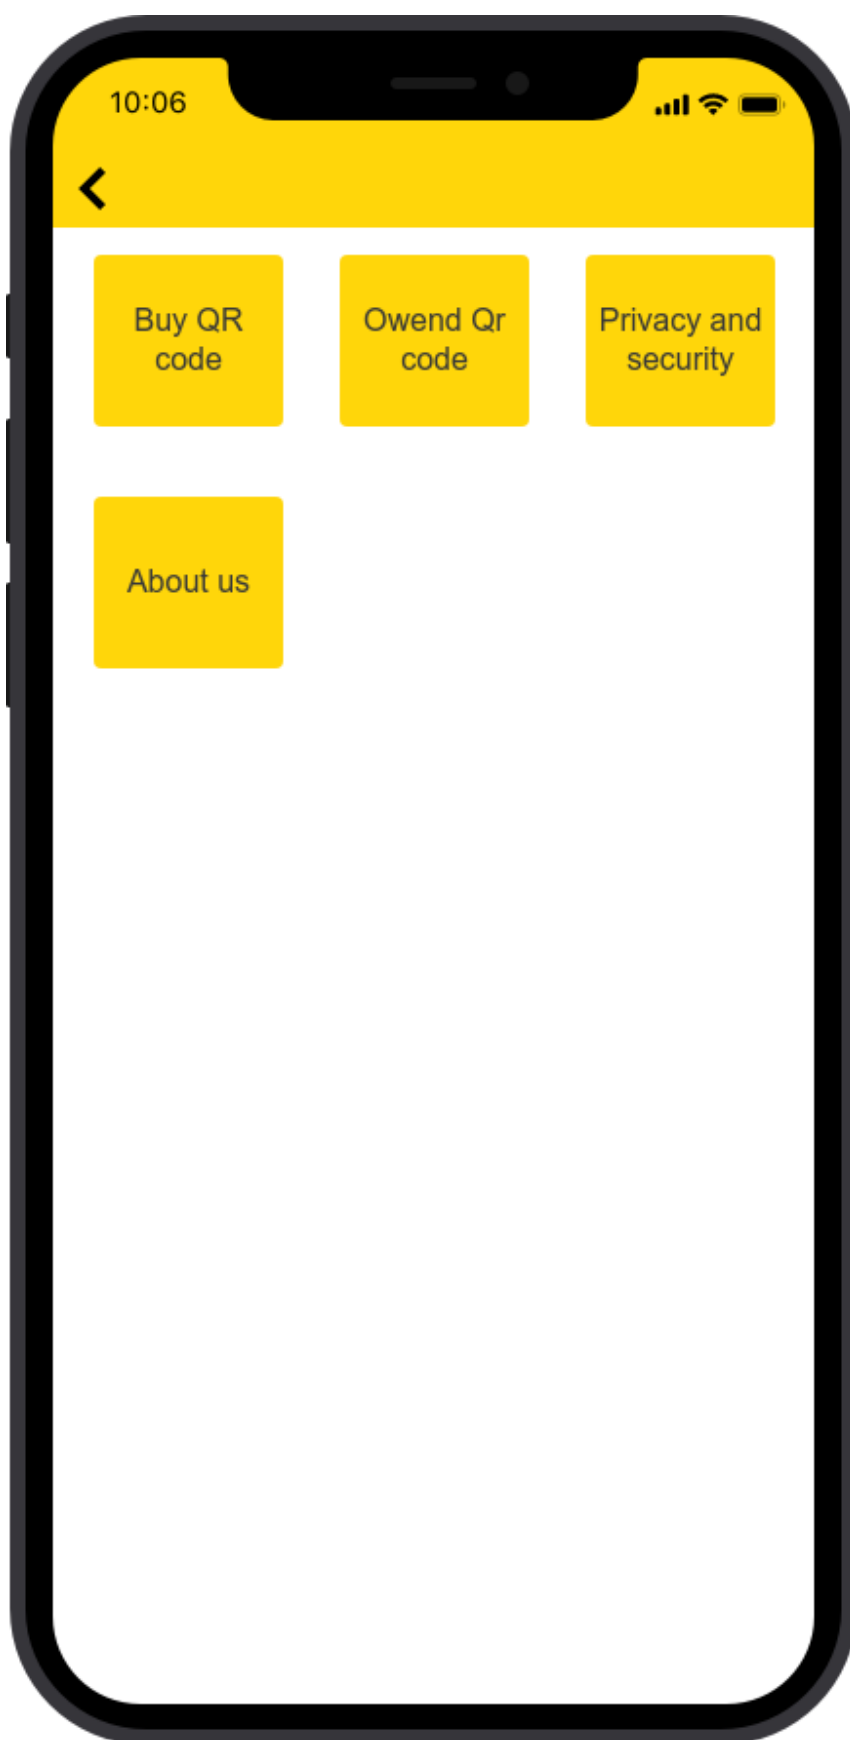 10:06
Buy QR
code
Owend Qr
code
Privacy and
security
About us